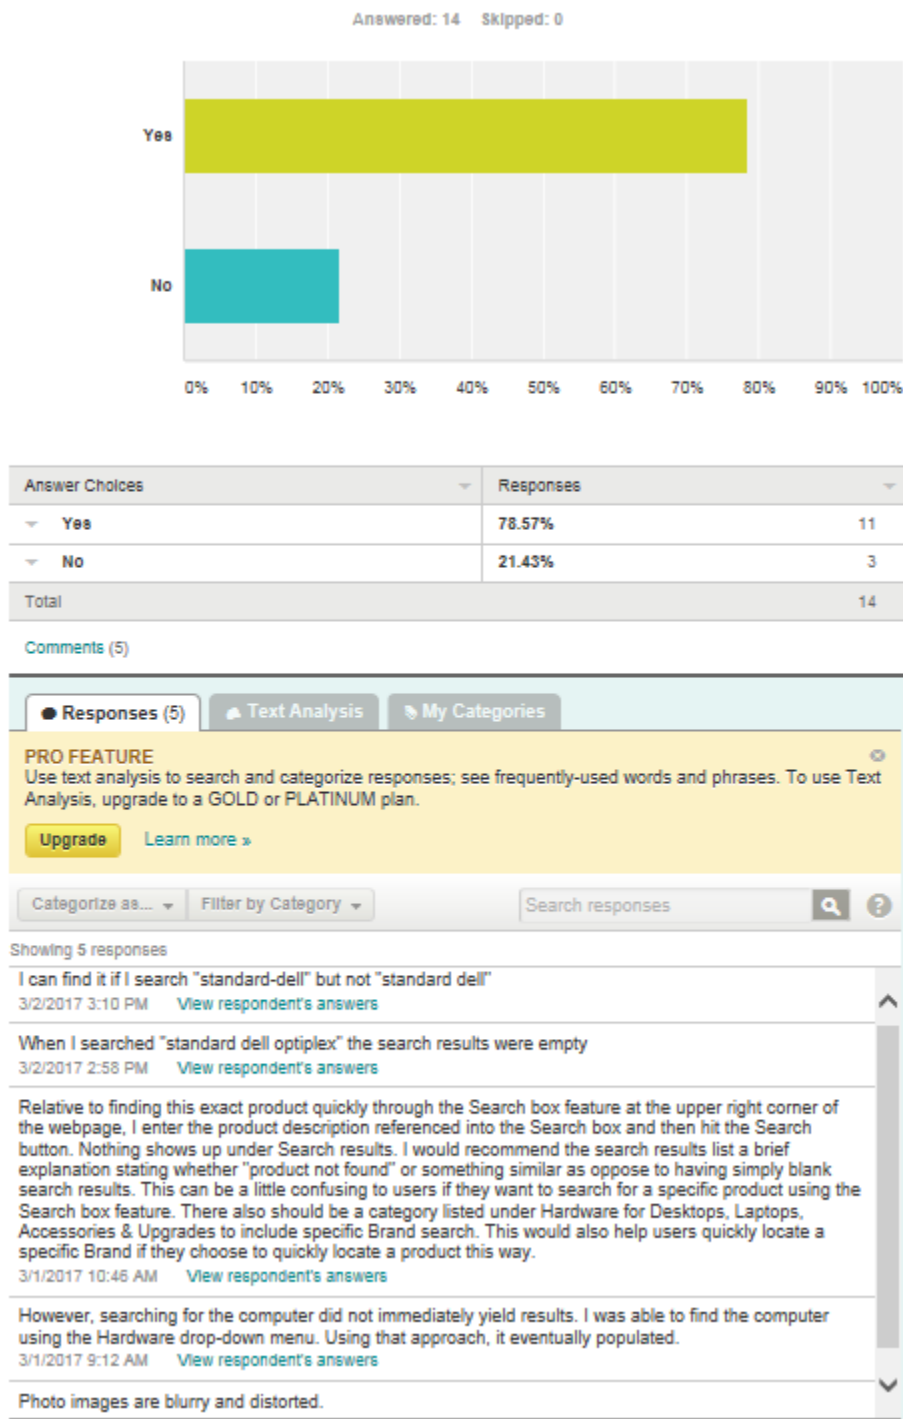 Answered: 14 Skipped: 0
Yes
No
0% 10% 20% 30% 40% 50% 60% 70% 80% 90% 100%
Answer Choices Responses
Yes 78.57% 11
No 21.43% 3
Total 14
Comments (5)
Responses (5) Text Analysis My Categories
PRO FEATURE
Use text analysis to search and categorize responses; see frequently-used words and phrases. To use Text
Analysis, upgrade to a GOLD or PLATINUM plan.
Upgrade Learn more »
Categorize as... Filter by Category Search responses ?
Showing 5 responses
I can find it if I search "standard-dell" but not "standard dell"
3/2/2017 3:10 PM View respondent's answers
When I searched "standard dell optiplex" the search results were empty
3/2/2017 2:58 PM View respondent's answers
Relative to finding this exact product quickly through the Search box feature at the upper right corner of
the webpage, I enter the product description referenced into the Search box and then hit the Search
button. Nothing shows up under Search results. I would recommend the search results list a brief
explanation stating whether "product not found" or something similar as oppose to having simply blank
search results. This can be a little confusing to users if they want to search for a specific product using the
Search box feature. There also should be a category listed under Hardware for Desktops, Laptops,
Accessories & Upgrades to include specific Brand search. This would also help users quickly locate a
specific Brand if they choose to quickly locate a product this way.
3/1/2017 10:46 AM View respondent's answers
However, searching for the computer did not immediately yield results. I was able to find the computer
using the Hardware drop-down menu. Using that approach, it eventually populated.
3/1/2017 9:12 AM View respondent's answers
Photo images are blurry and distorted.